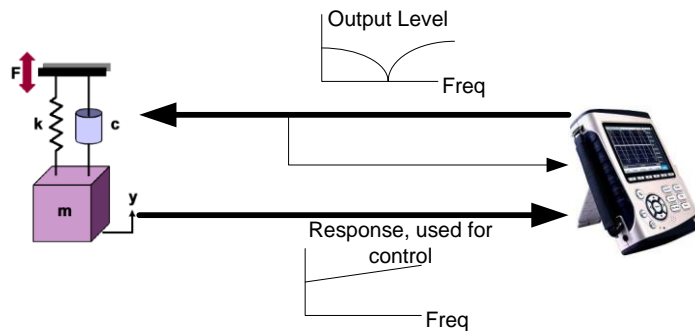 Output Level
Freq
F
k
c
m
y
Response, used for
control
Freq